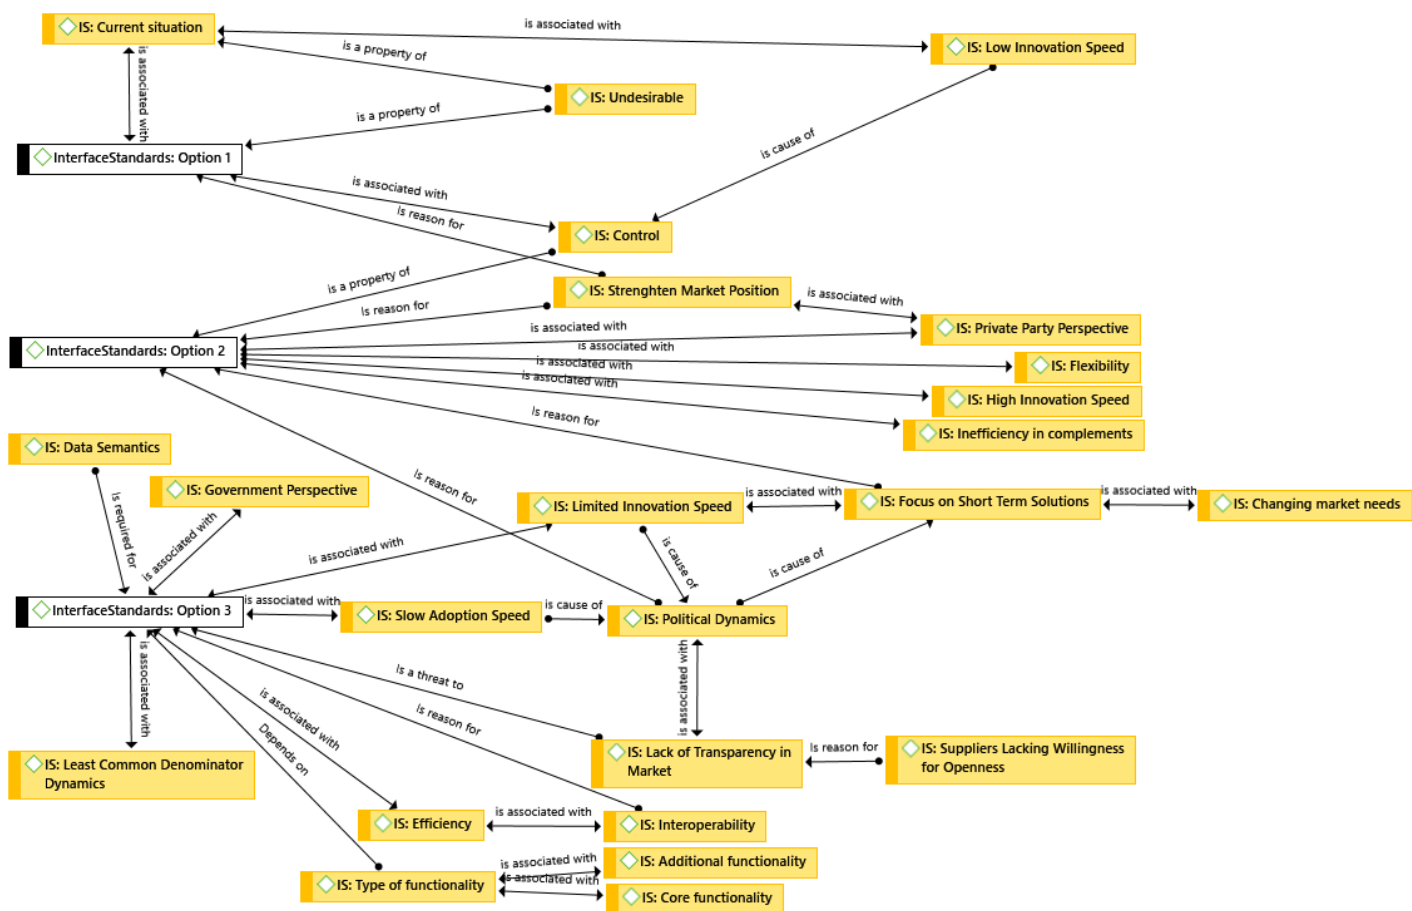 IS: Current situation
is associated with
IS: Low Innovation Speed
is a property of
is associated with
IS: Undesirable
is a property of
is cause of
InterfaceStandards: Option 1
is associated with
is reason for
IS: Control
is a property of
IS: Strenghten Market Position
is associated with
is reason for
IS: Private Party Perspective
is associated with
InterfaceStandards: Option 2
is associated with
is associated with
IS: Flexibility
is associated with
IS: High Innovation Speed
is reason for
IS: Inefficiency in complements
IS: Data Semantics
is reason for
IS: Government Perspective
is associated with
is associated with
IS: Limited Innovation Speed
IS: Focus on Short Term Solutions
IS: Changing market needs
is required for
is associated with
is associated with
is cause of
is cause of
InterfaceStandards: Option 3
is associated with
IS: Slow Adoption Speed
is cause of
IS: Political Dynamics
is associated with
is a threat to
is associated with
is associated with
is reason for
Depends on
IS: Least Common Denominator
Dynamics
IS: Lack of Transparency in
Market
is reason for
IS: Suppliers Lacking Willingness
for Openness
IS: Efficiency
is associated with
IS: Interoperability
IS: Type of functionality
is associated with
IS: Additional functionality
is associated with
IS: Core functionality